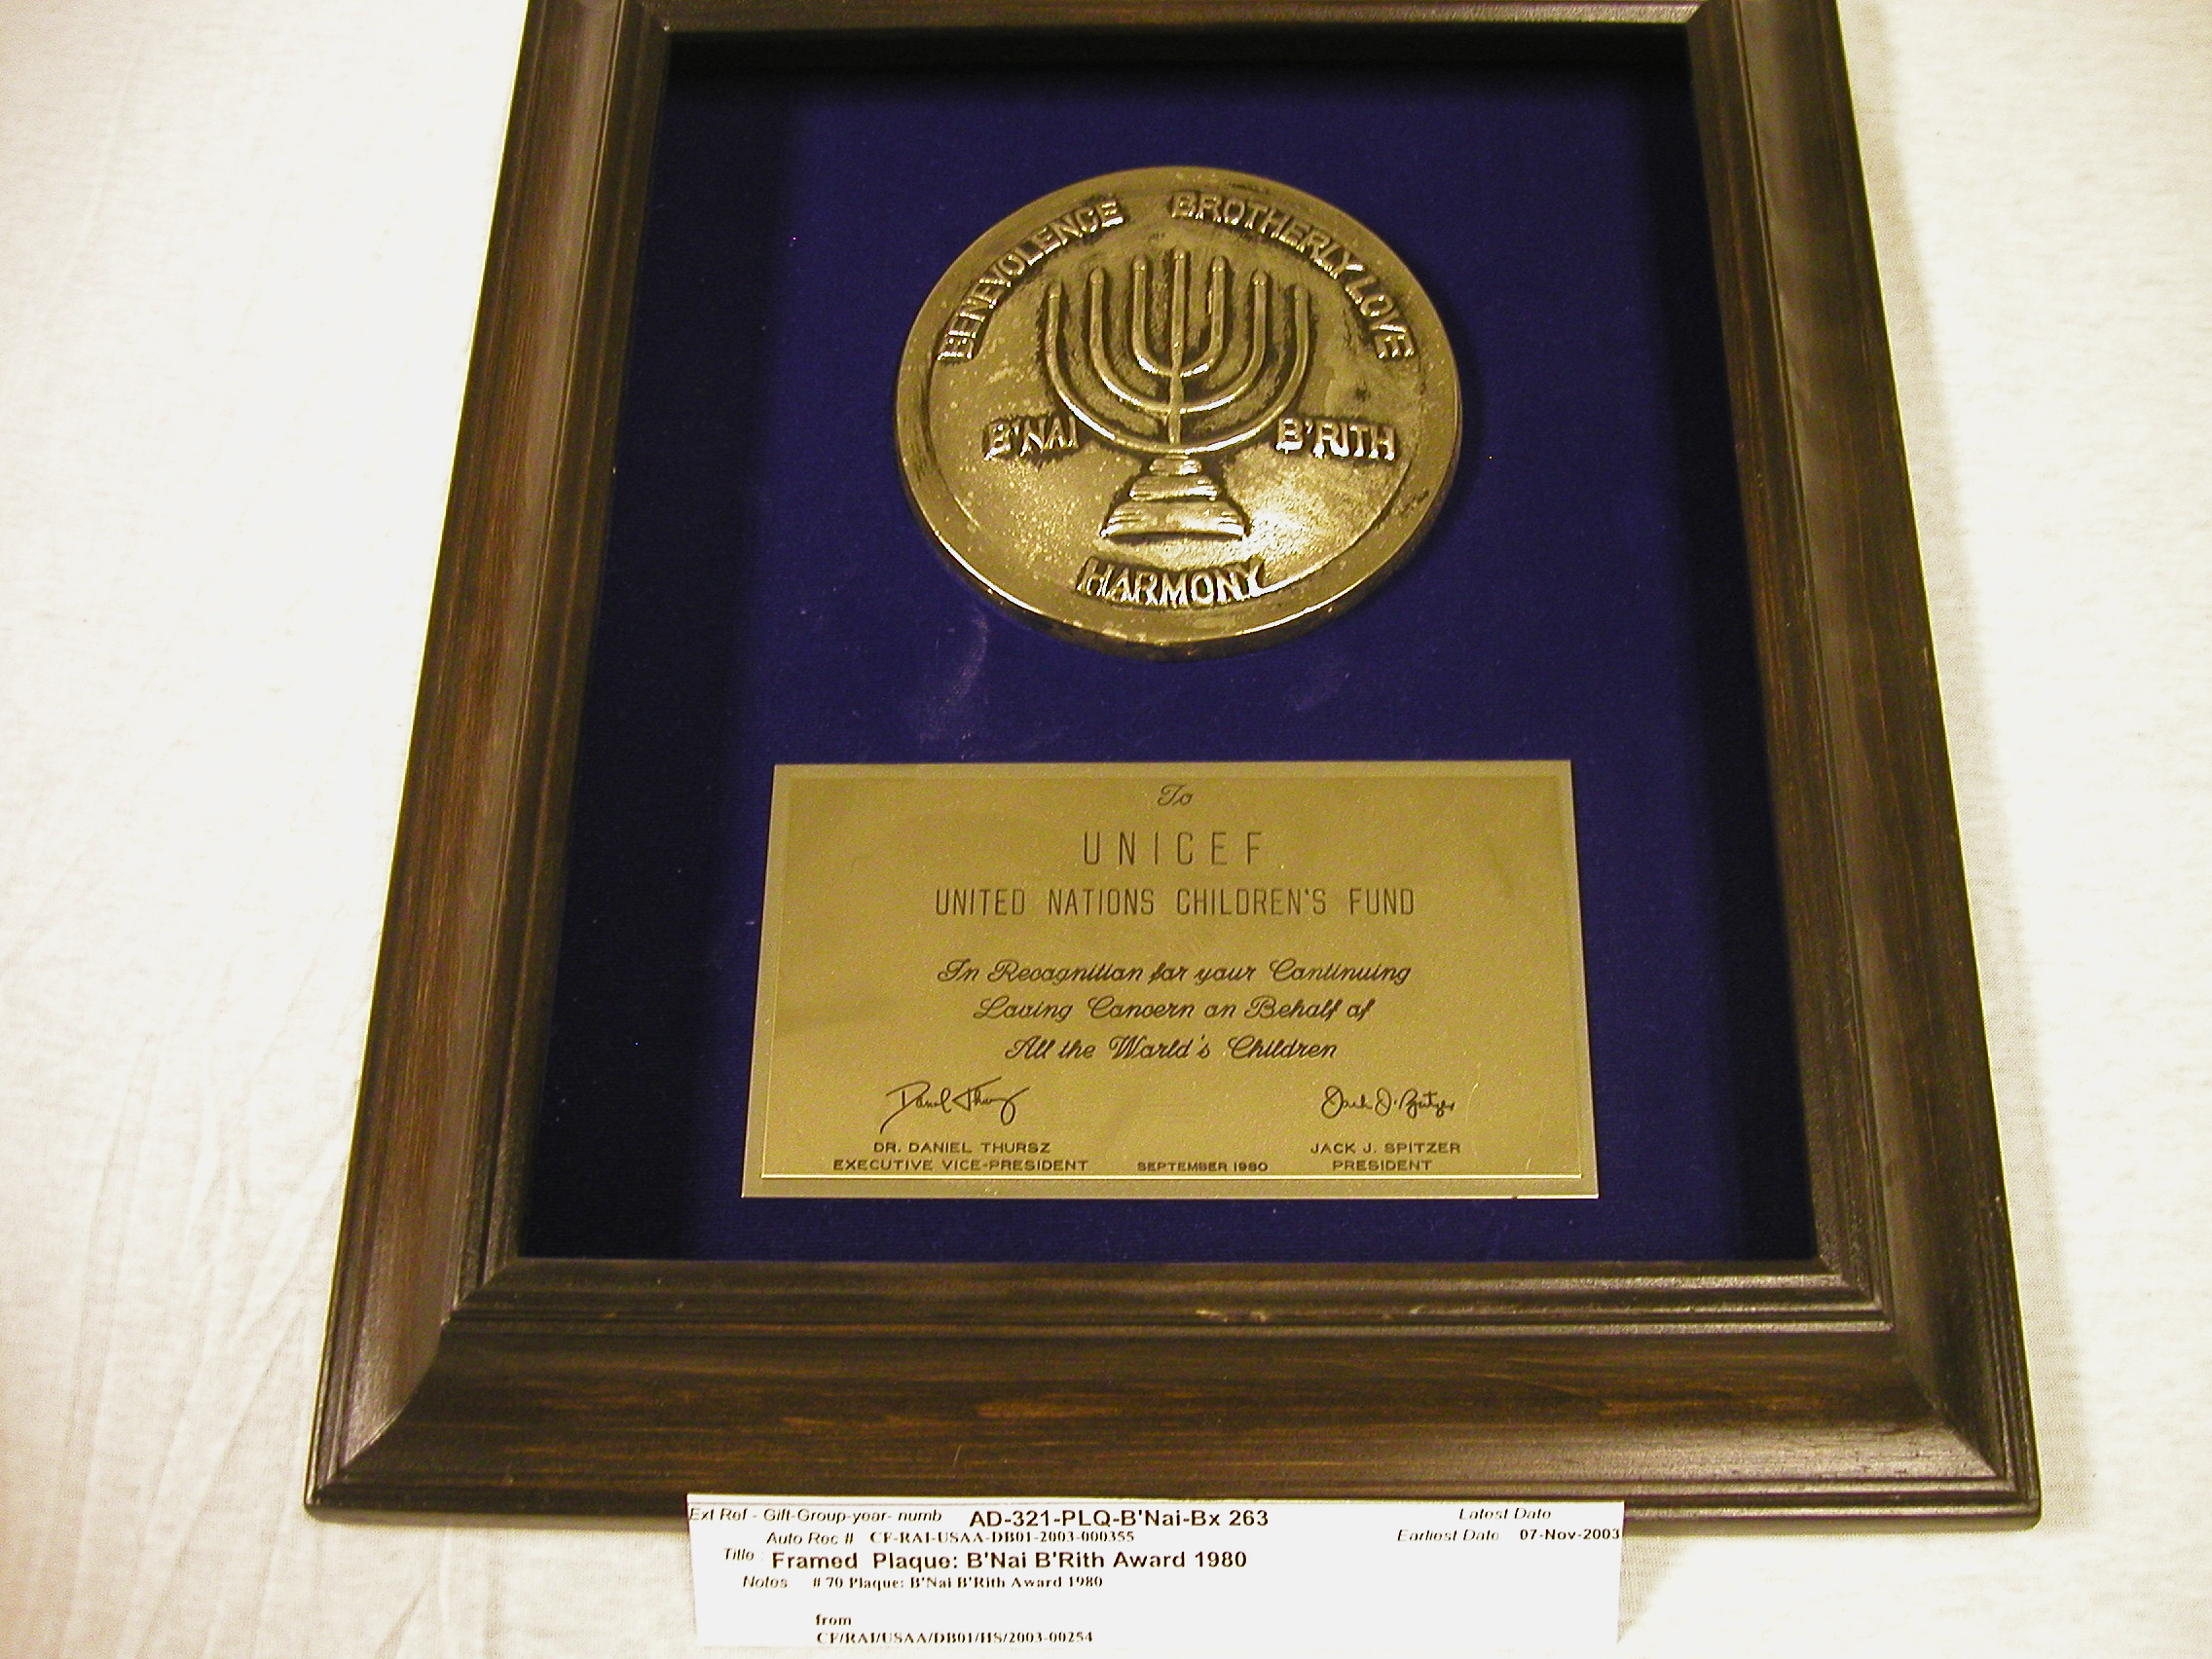 BENEVOLENCE BROTHERLY LOVE
B'NAI B'RITH
HARMONY
To
UNICEF
UNITED NATIONS CHILDREN'S FUND
In Recognition for your Continuing
Loving Concern on Behalf of
All the World's Children
Daniel Thursz Jack J. Spitzer
DR. DANIEL THURSZ JACK J. SPITZER
EXECUTIVE VICE-PRESIDENT SEPTEMBER 1980 PRESIDENT
Ext Ref - Gift-Group-year- numb AD-321-PLQ-B'Nai-Bx 263 Latest Date
Auto Rec # CF-RAI-USAA-DB01-2003-000355 Earliest Date 07-Nov-2003
Title Framed Plaque: B'Nai B'Rith Award 1980
Notes # 70 Plaque: B'Nai B'Rith Award 1980
from
CF/RAI/USAA/DB01/HS/2003-00254